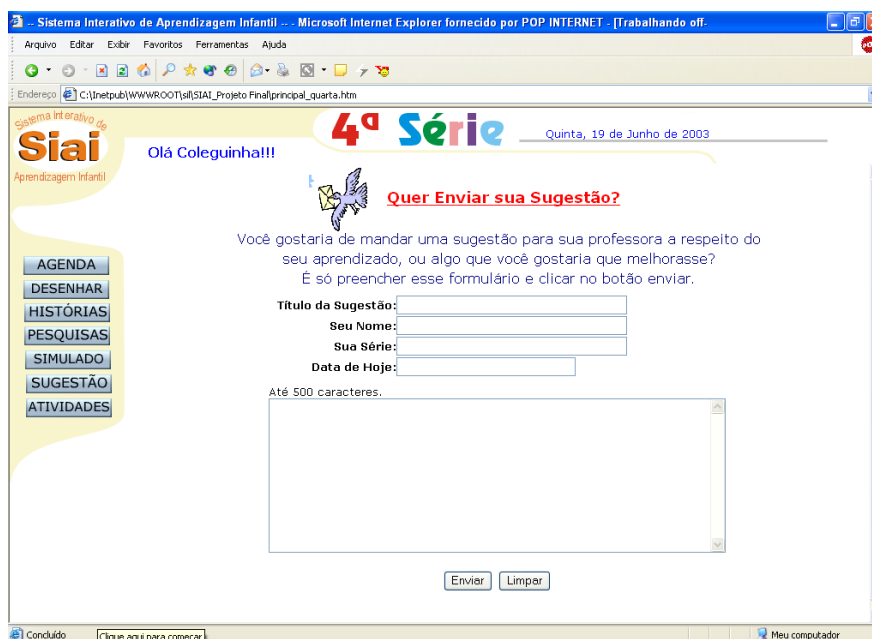 -- Sistema Interativo de Aprendizagem Infantil -- - Microsoft Internet Explorer fornecido por POP INTERNET - [Trabalhando off-
Arquivo Editar Exibir Favoritos Ferramentas Ajuda
Endereço C:\Inetpub\WWWROOT\sil\SIAI_Projeto Final\principal_quarta.htm
Sistema Interativo de
Siai
Aprendizagem Infantil
4ª Série
Quinta, 19 de Junho de 2003
Olá Coleguinha!!!
Quer Enviar sua Sugestão?
Você gostaria de mandar uma sugestão para sua professora a respeito do
seu aprendizado, ou algo que você gostaria que melhorasse?
É só preencher esse formulário e clicar no botão enviar.
AGENDA
DESENHAR
HISTÓRIAS
PESQUISAS
SIMULADO
SUGESTÃO
ATIVIDADES
Título da Sugestão:
Seu Nome:
Sua Série:
Data de Hoje:
Até 500 caracteres.
Enviar Limpar
Concluído
Clique aqui para começar
Meu computador